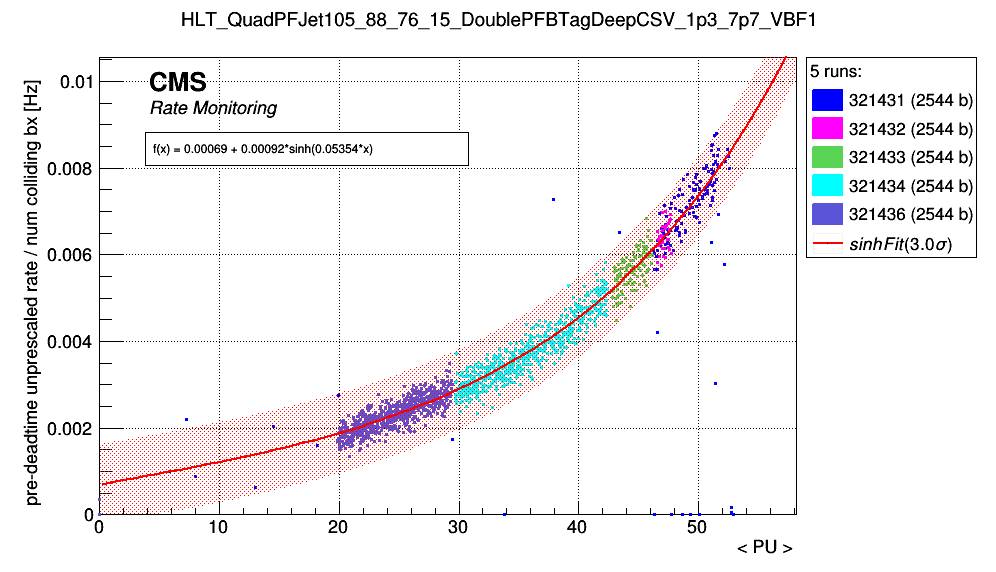 HLT_QuadPFJet105_88_76_15_DoublePFBTagDeepCSV_1p3_7p7_VBF1
pre-deadtime unprescaled rate / num colliding bx [Hz]
0.01
0.008
0.006
0.004
0.002
0
CMS
Rate Monitoring
f(x) = 0.00069 + 0.00092*sinh(0.05354*x)
0 10 20 30 40 50
< PU >
5 runs:
321431 (2544 b)
321432 (2544 b)
321433 (2544 b)
321434 (2544 b)
321436 (2544 b)
sinhFit(3.0σ)